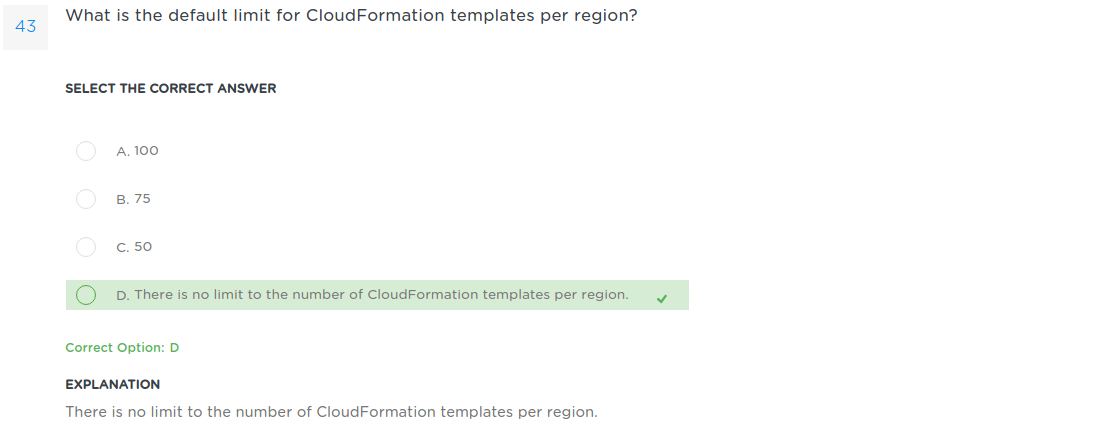 43
What is the default limit for CloudFormation templates per region?
SELECT THE CORRECT ANSWER
A. 100
B. 75
C. 50
D. There is no limit to the number of CloudFormation templates per region.
Correct Option: D
EXPLANATION
There is no limit to the number of CloudFormation templates per region.